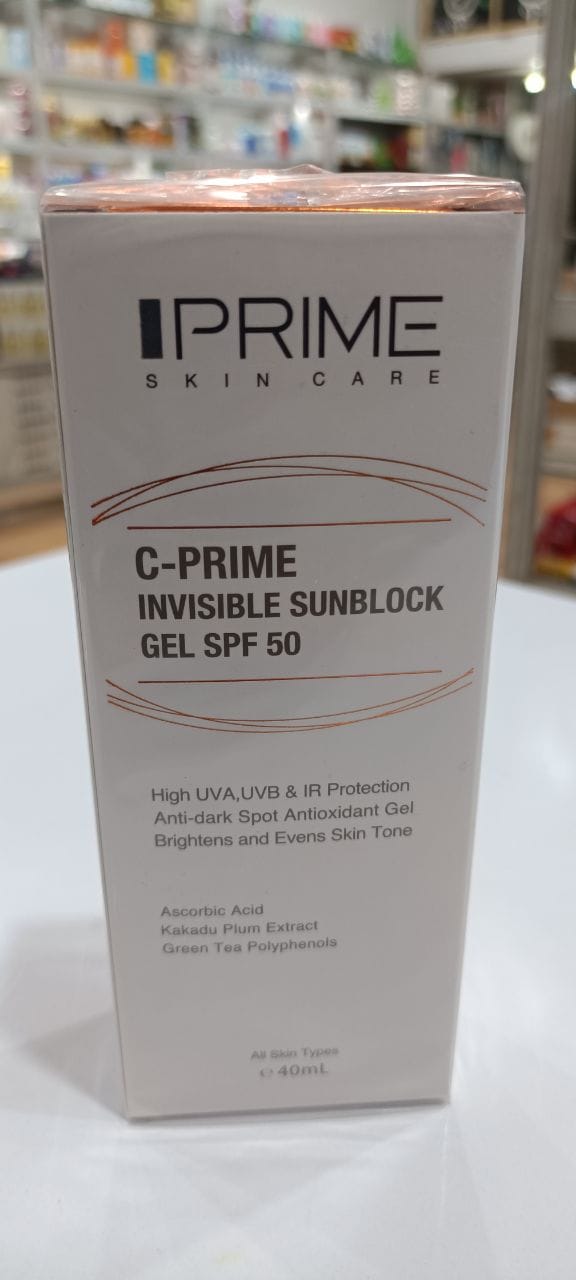 PRIME
SKIN CARE
C-PRIME
INVISIBLE SUNBLOCK
GEL SPF 50
High UVA,UVB & IR Protection
Anti-dark Spot Antioxidant Gel
Brightens and Evens Skin Tone
Ascorbic Acid
Kakadu Plum Extract
Green Tea Polyphenols
All Skin Types
℮ 40mL